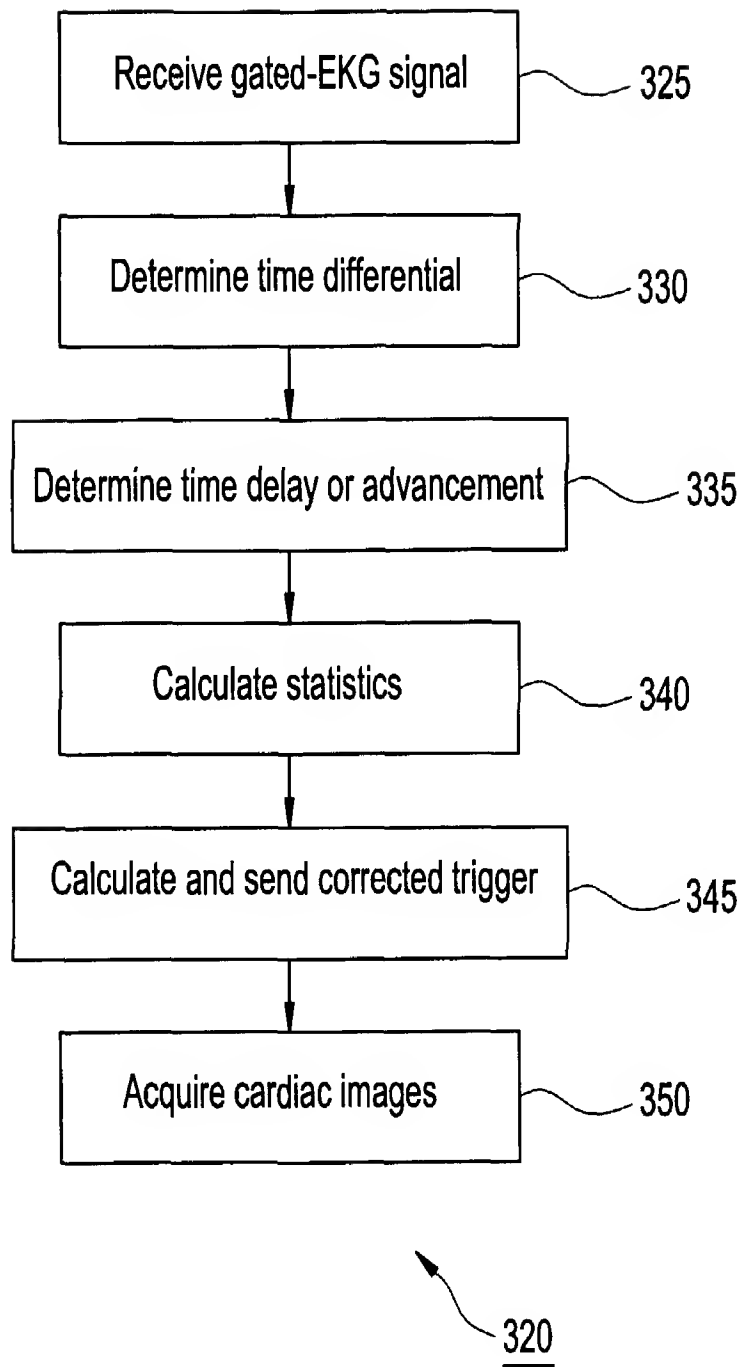 Receive gated-EKG signal
325
Determine time differential
330
Determine time delay or advancement
335
Calculate statistics
340
Calculate and send corrected trigger
345
Acquire cardiac images
350
320